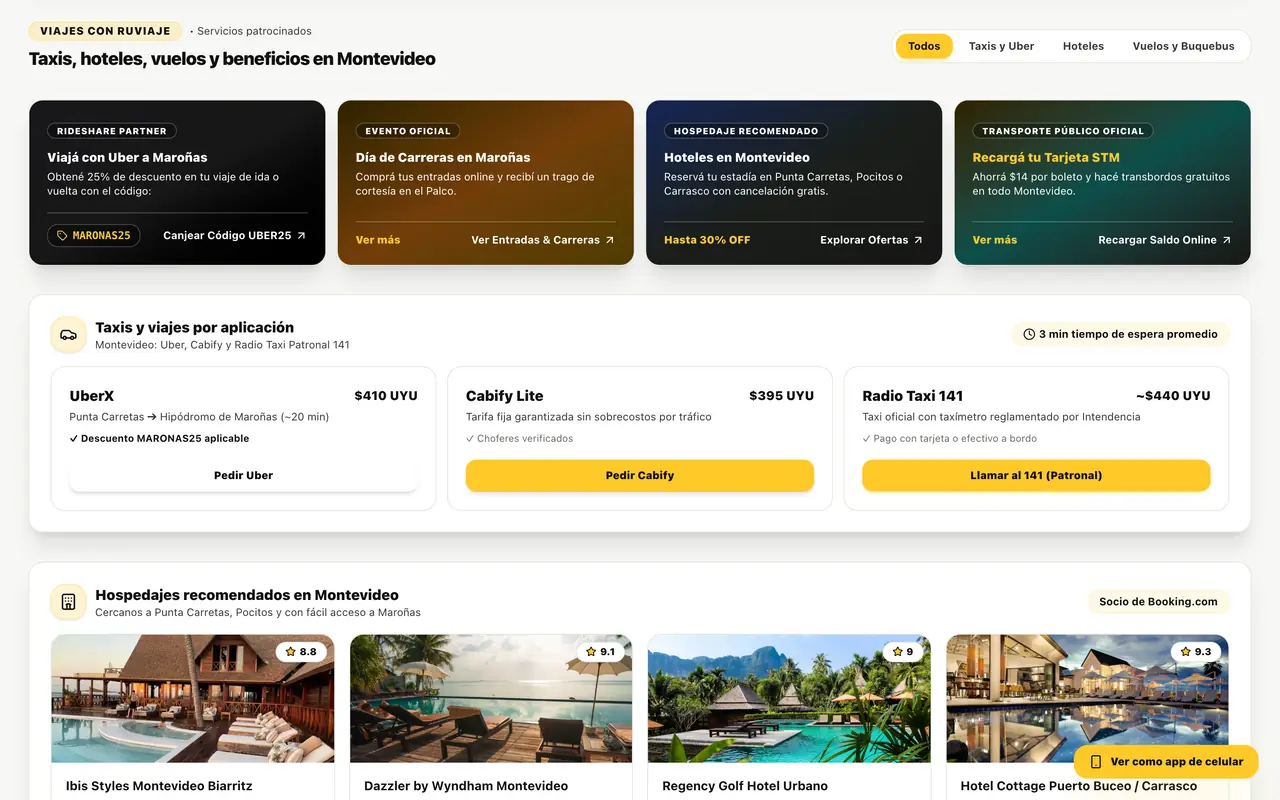 VIAJES CON RUVIAJE
• Servicios patrocinados
Taxis, hoteles, vuelos y beneficios en Montevideo
Todos
Taxis y Uber
Hoteles
Vuelos y Buquebus
RIDESHARE PARTNER
Viajá con Uber a Maroñas
Obtené 25% de descuento en tu viaje de ida o
vuelta con el código:
MARONAS25
Canjear Código UBER25
EVENTO OFICIAL
Día de Carreras en Maroñas
Comprá tus entradas online y recibí un trago de
cortesía en el Palco.
Ver más
Ver Entradas & Carreras
HOSPEDAJE RECOMENDADO
Hoteles en Montevideo
Reservá tu estadía en Punta Carretas, Pocitos o
Carrasco con cancelación gratis.
Hasta 30% OFF
Explorar Ofertas
TRANSPORTE PÚBLICO OFICIAL
Recargá tu Tarjeta STM
Ahorrá $14 por boleto y hacé transbordos gratuitos
en todo Montevideo.
Ver más
Recargar Saldo Online
Taxis y viajes por aplicación
Montevideo: Uber, Cabify y Radio Taxi Patronal 141
3 min tiempo de espera promedio
UberX
$410 UYU
Punta Carretas ➔ Hipódromo de Maroñas (~20 min)
✓ Descuento MARONAS25 aplicable
Pedir Uber
Cabify Lite
$395 UYU
Tarifa fija garantizada sin sobrecostos por tráfico
✓ Choferes verificados
Pedir Cabify
Radio Taxi 141
~$440 UYU
Taxi oficial con taxímetro reglamentado por Intendencia
✓ Pago con tarjeta o efectivo a bordo
Llamar al 141 (Patronal)
Hospedajes recomendados en Montevideo
Cercanos a Punta Carretas, Pocitos y con fácil acceso a Maroñas
Socio de Booking.com
8.8
9.1
9
9.3
Ibis Styles Montevideo Biarritz
Dazzler by Wyndham Montevideo
Regency Golf Hotel Urbano
Hotel Cottage Puerto Buceo / Carrasco
Ver como app de celular